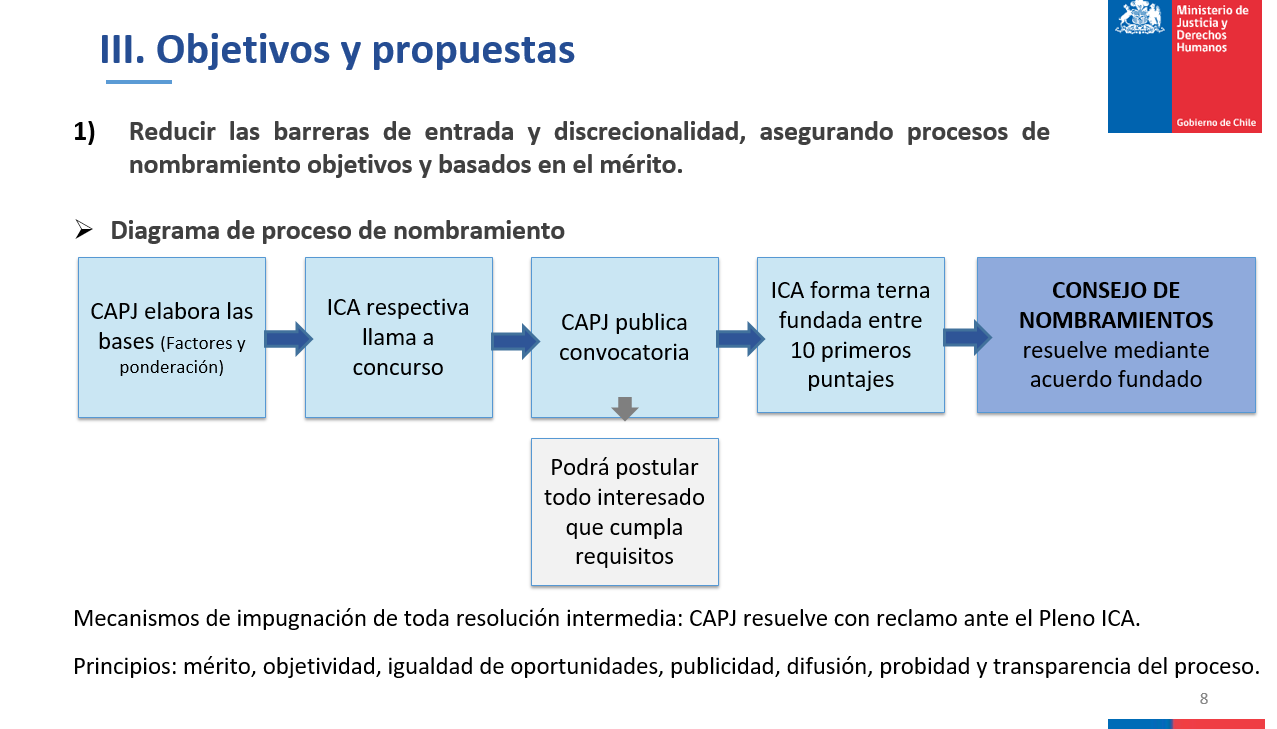 III. Objetivos y propuestas
Ministerio de
Justicia y
Derechos
Humanos
Gobierno de Chile
1) Reducir las barreras de entrada y discrecionalidad, asegurando procesos de
nombramiento objetivos y basados en el mérito.
➢ Diagrama de proceso de nombramiento
CAPJ elabora las
bases (Factores y
ponderación)
ICA respectiva
llama a
concurso
CAPJ publica
convocatoria
ICA forma terna
fundada entre
10 primeros
puntajes
CONSEJO DE
NOMBRAMIENTOS
resuelve mediante
acuerdo fundado
Podrá postular
todo interesado
que cumpla
requisitos
Mecanismos de impugnación de toda resolución intermedia: CAPJ resuelve con reclamo ante el Pleno ICA.
Principios: mérito, objetividad, igualdad de oportunidades, publicidad, difusión, probidad y transparencia del proceso.
8